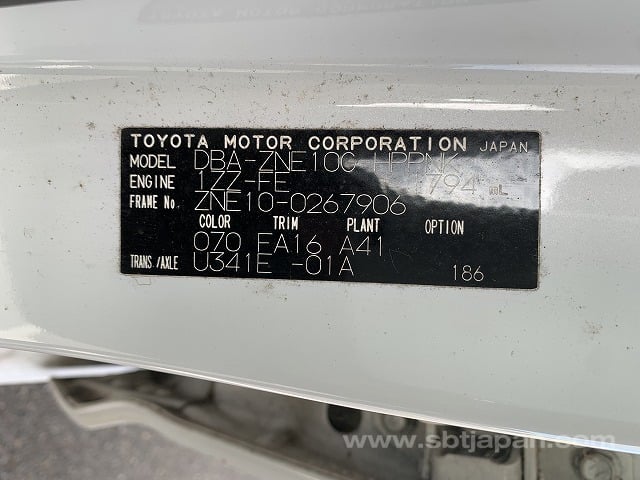 TOYOTA MOTOR CORPORATION JAPAN
MODEL DBA-ZNE10G-HPPNK
ENGINE 1ZZ-FE 1794 mL
FRAME No. ZNE10-0267906
COLOR TRIM PLANT OPTION
070 FA16 A41
TRANS/AXLE U341E -01A 186
www.sbtjapan.com